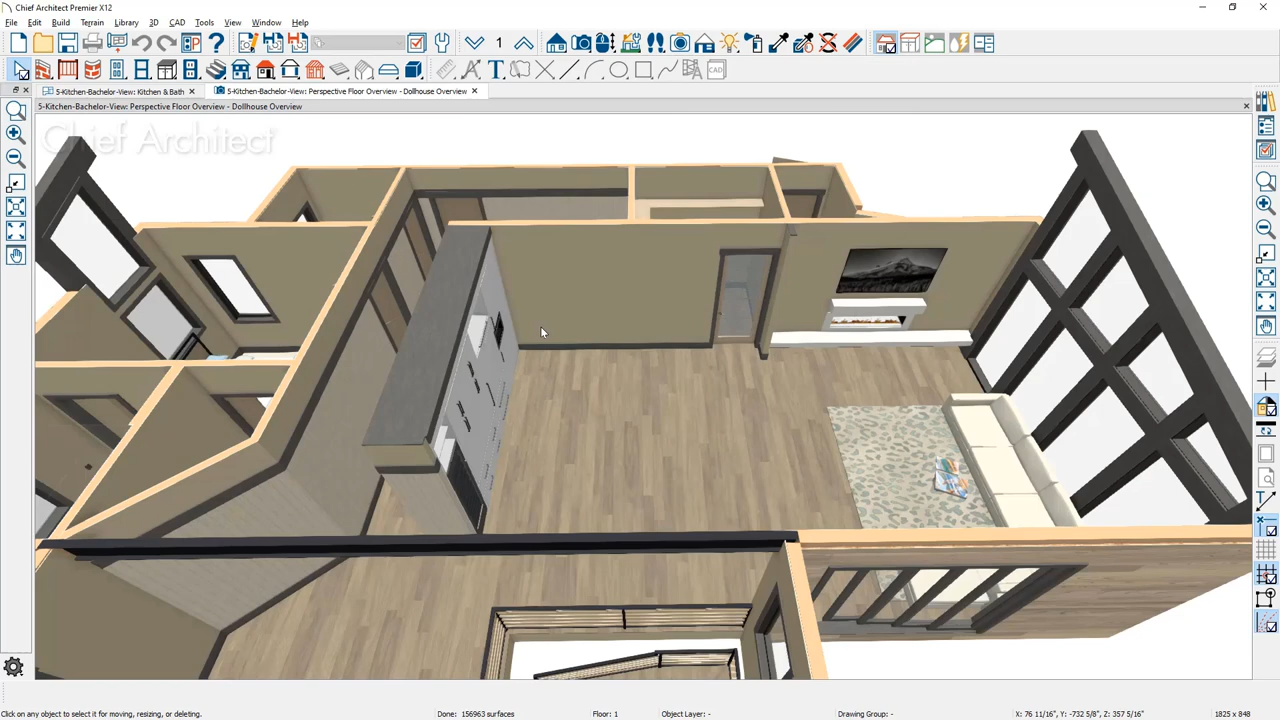 Chief Architect Premier X12
File Edit Build Terrain Library 3D CAD Tools View Window Help
1
T
CAD
5-Kitchen-Bachelor-View: Kitchen & Bath
5-Kitchen-Bachelor-View: Perspective Floor Overview - Dollhouse Overview
5-Kitchen-Bachelor-View: Perspective Floor Overview - Dollhouse Overview
Chief Architect
Click on any object to select it for moving, resizing, or deleting.
Done: 156963 surfaces
Floor: 1
Object Layer: -
Drawing Group: -
X: 76 11/16", Y: -732 5/8", Z: 357 5/16"
1825 x 848